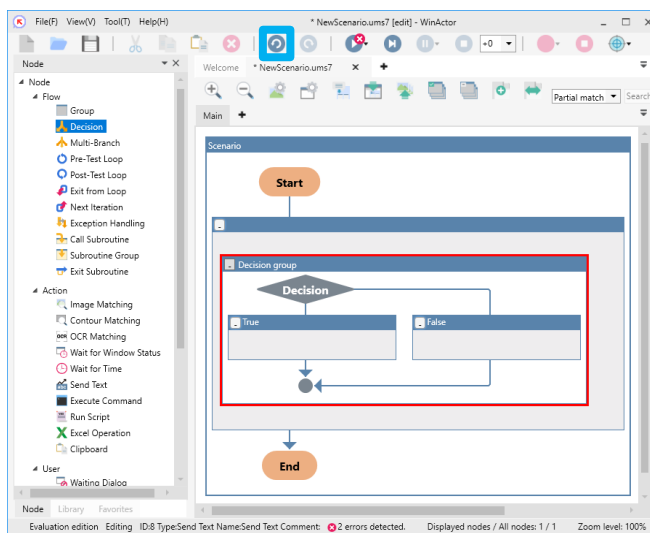 File(F) View(V) Tool(T) Help(H)
* NewScenario.ums7 [edit] - WinActor
+0
Node
Welcome
* NewScenario.ums7
Node
Flow
Group
Decision
Multi-Branch
Pre-Test Loop
Post-Test Loop
Exit from Loop
Next Iteration
Exception Handling
Call Subroutine
Subroutine Group
Exit Subroutine
Action
Image Matching
Contour Matching
OCR OCR Matching
Wait for Window Status
Wait for Time
Send Text
Execute Command
Run Script
Excel Operation
Clipboard
User
Waiting Dialog
Node Library Favorites
Partial match
Search
Main
Scenario
Start
Decision group
Decision
True
False
End
Evaluation edition Editing ID:8 Type:Send Text Name:Send Text Comment: 2 errors detected. Displayed nodes / All nodes: 1 / 1 Zoom level: 100%